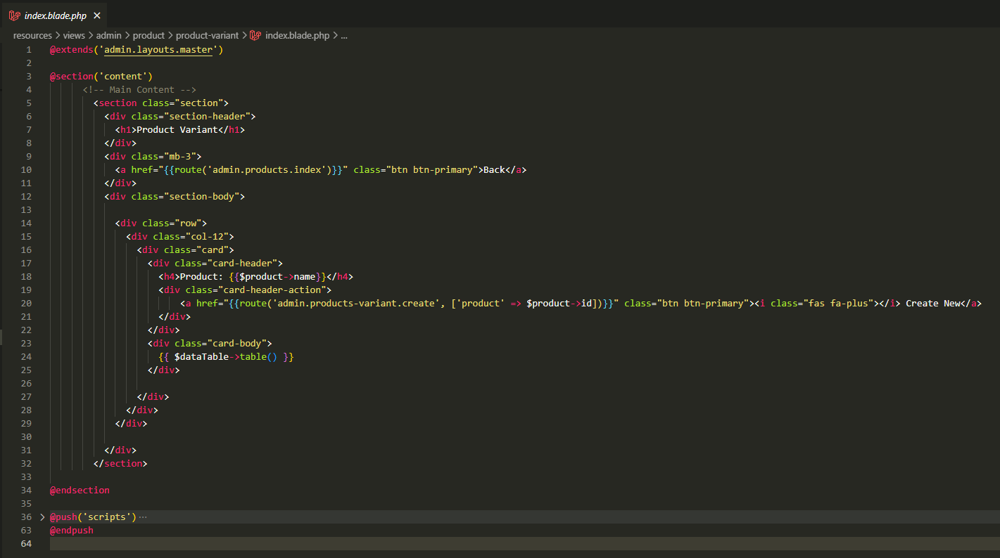 index.blade.php ×
resources > views > admin > product > product-variant > index.blade.php > ...
1 @extends('admin.layouts.master')
2
3 @section('content')
4 <!-- Main Content -->
5 <section class="section">
6 <div class="section-header">
7 <h1>Product Variant</h1>
8 </div>
9 <div class="mb-3">
10 <a href="{{route('admin.products.index')}}" class="btn btn-primary">Back</a>
11 </div>
12 <div class="section-body">
13
14 <div class="row">
15 <div class="col-12">
16 <div class="card">
17 <div class="card-header">
18 <h4>Product: {{$product->name}}</h4>
19 <div class="card-header-action">
20 <a href="{{route('admin.products-variant.create', ['product' => $product->id])}}" class="btn btn-primary"><i class="fas fa-plus"></i> Create New</a>
21 </div>
22 </div>
23 <div class="card-body">
24 {{ $dataTable->table() }}
25 </div>
26
27 </div>
28 </div>
29 </div>
30
31 </div>
32 </section>
33
34 @endsection
35
36 > @push('scripts') ...
63 @endpush
64